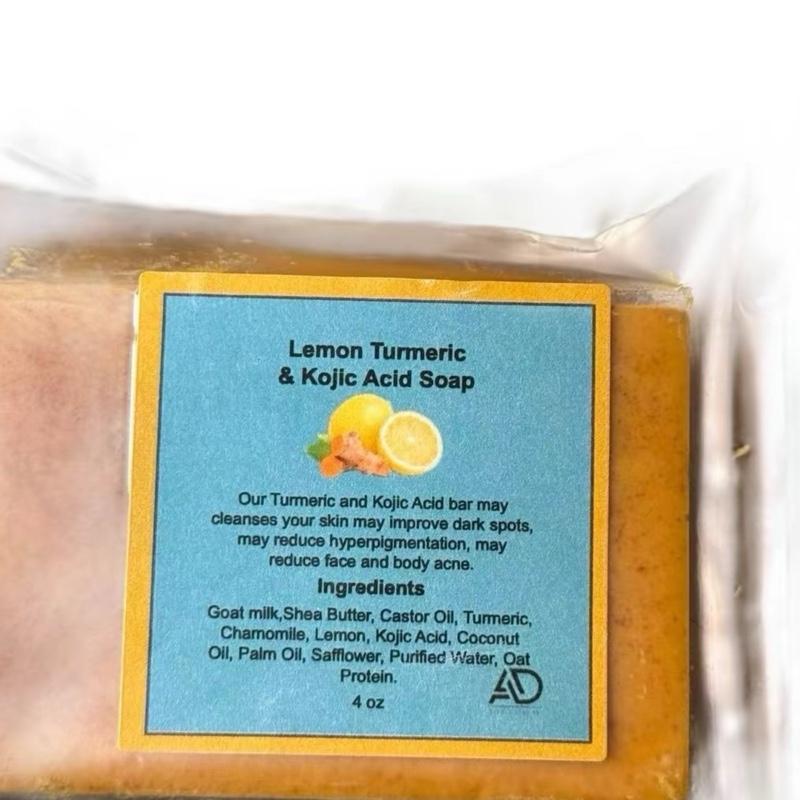 Lemon Turmeric
& Kojic Acid Soap
Our Turmeric and Kojic Acid bar may
cleanses your skin may improve dark spots,
may reduce hyperpigmentation, may
reduce face and body acne.
Ingredients
Goat milk,Shea Butter, Castor Oil, Turmeric,
Chamomile, Lemon, Kojic Acid, Coconut
Oil, Palm Oil, Safflower, Purified Water, Oat
Protein.
4 oz
AD